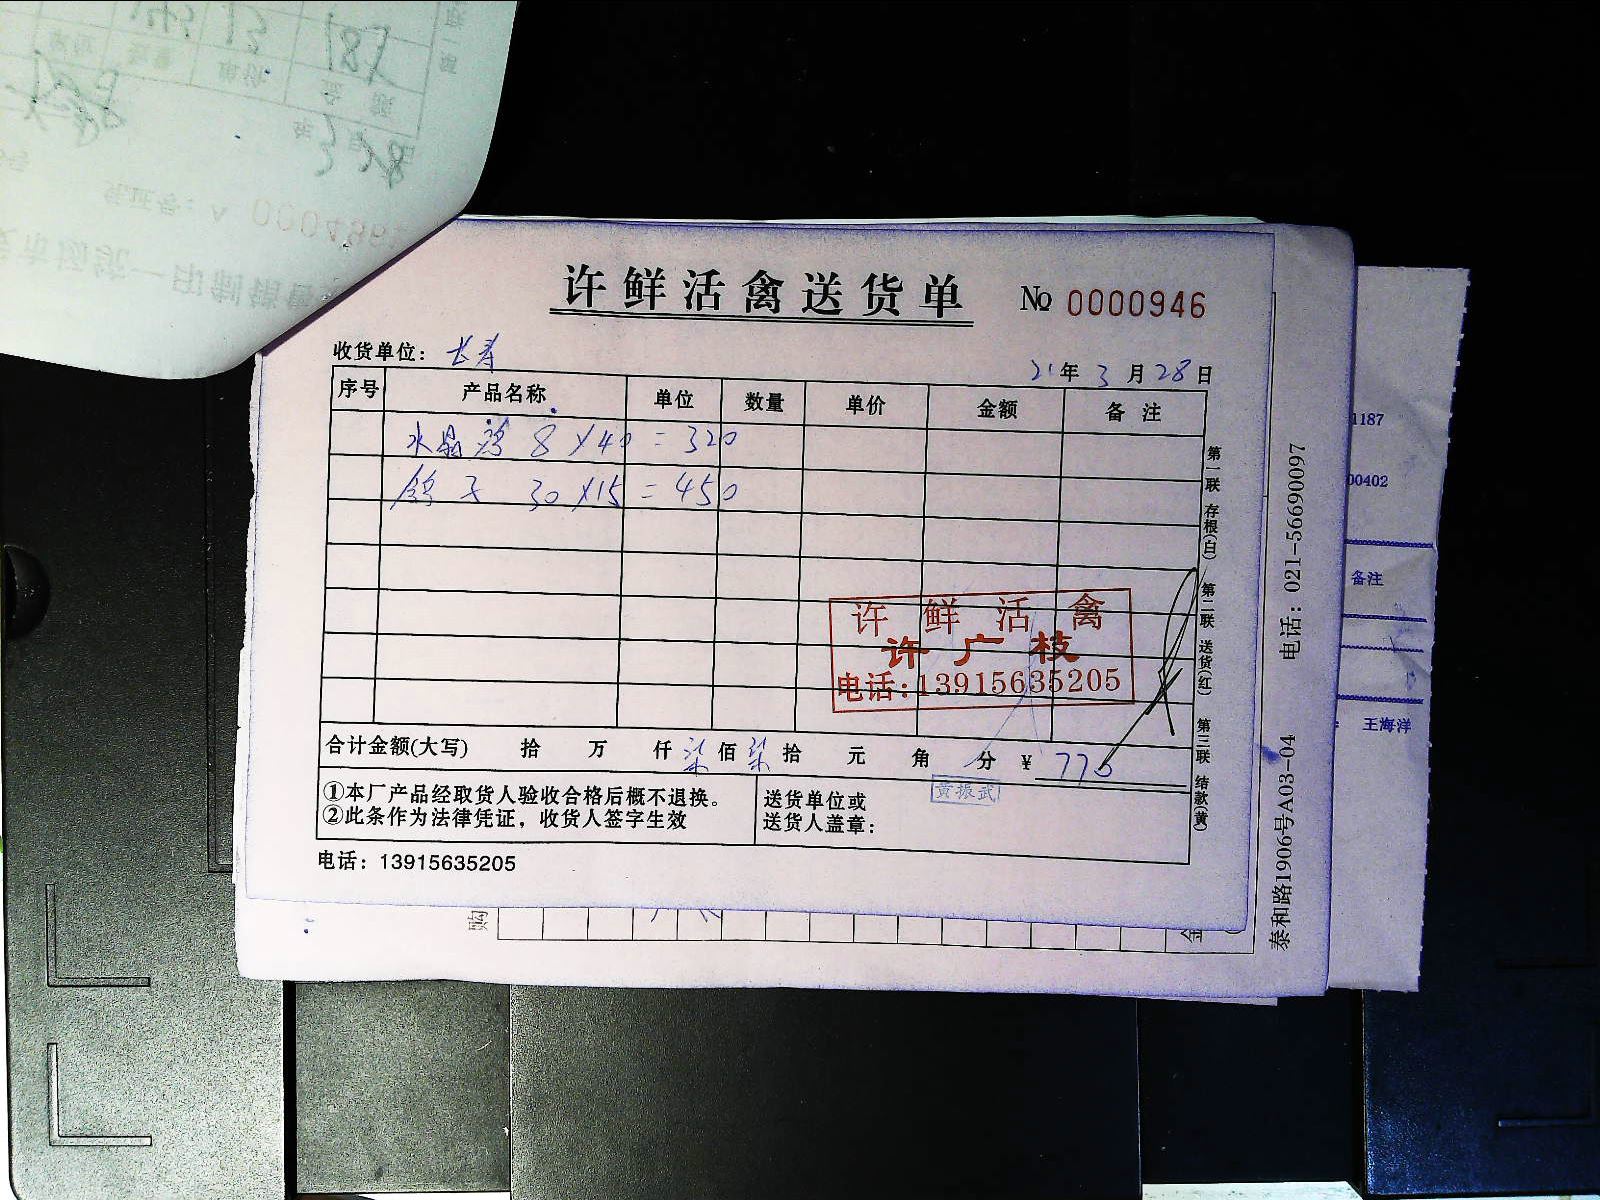 许鲜活禽送货单 No 0000946
收货单位：长寿
21年3月28日
序号 产品名称 单位 数量 单价 金额 备注
水晶鸡 8×40=320
鸽子 30×15=450
许鲜活禽
许广枝
电话:13915635205
合计金额(大写) 拾 万 仟 柒佰柒拾 元 角 分 ¥ 770
①本厂产品经取货人验收合格后概不退换。
②此条作为法律凭证，收货人签字生效
送货单位或
送货人盖章：
黄振武
电话：13915635205
第一联 存根(白) 第二联 送货(红) 第三联 结款(黄)
泰和路1906号A03-04 电话：021-56690097
购
金
1187
00402
备注
王海洋